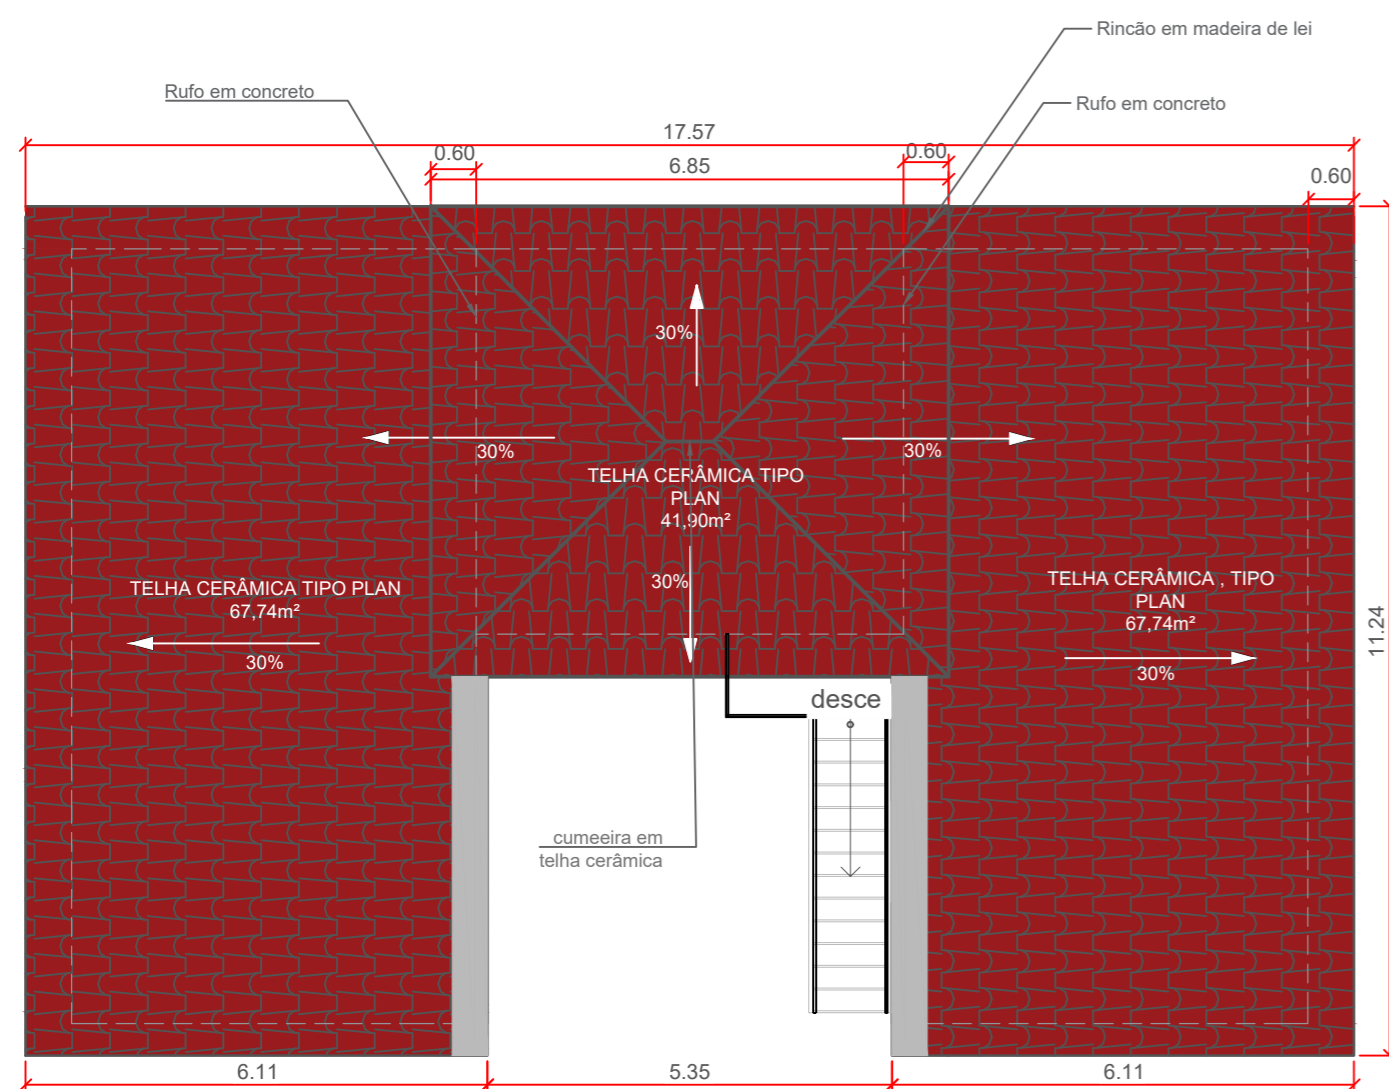 Rincão em madeira de lei
Rufo em concreto
Rufo em concreto
17.57
0.60
0.60
6.85
0.60
30%
30%
30%
TELHA CERÂMICA TIPO
PLAN
41,90m²
30%
TELHA CERÂMICA TIPO PLAN
67,74m²
30%
TELHA CERÂMICA , TIPO
PLAN
67,74m²
30%
11.24
desce
cumeeira em
telha cerâmica
6.11
5.35
6.11